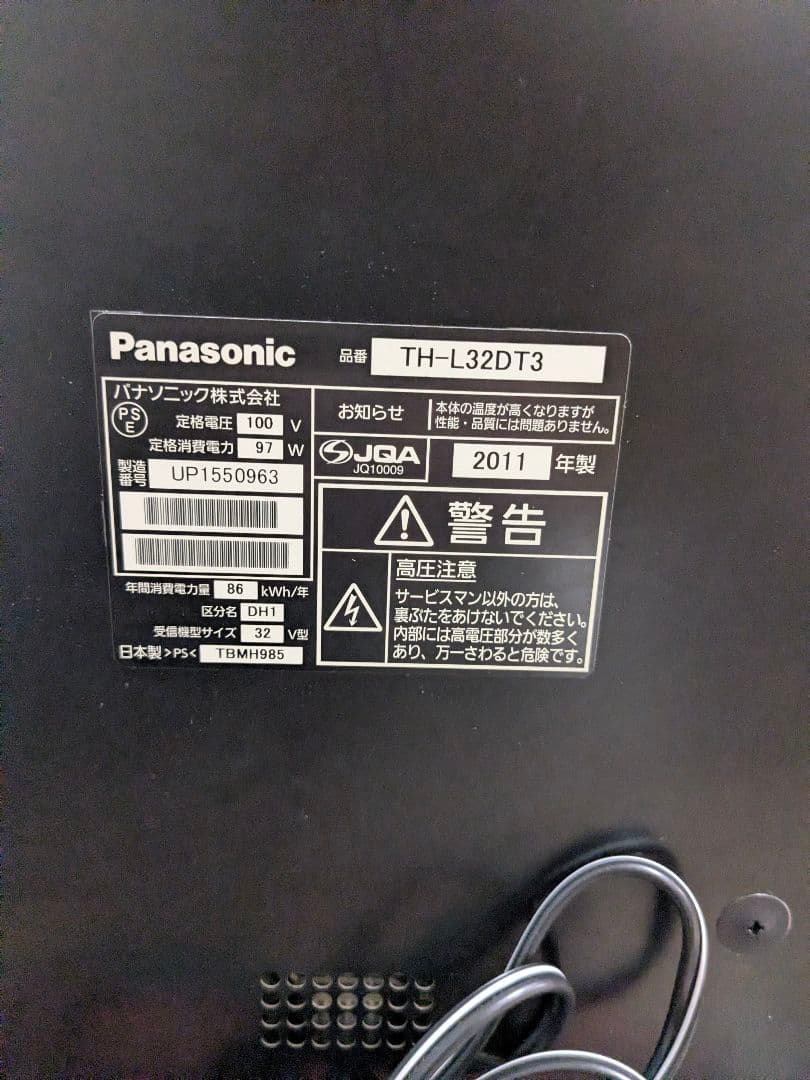 Panasonic 品番 TH-L32DT3
パナソニック株式会社
PS
E
定格電圧 100 V
定格消費電力 97 W
製造
番号 UP1550963
年間消費電力量 86 kWh/年
区分名 DH1
受信機型サイズ 32 V型
日本製 >PS< TBMH985
お知らせ
本体の温度が高くなりますが
性能・品質には問題ありません。
JQA
JQ10009
2011 年製
警告
高圧注意
サービスマン以外の方は、
裏ぶたをあけないでください。
内部には高電圧部分が数多く
あり、万一さわると危険です。